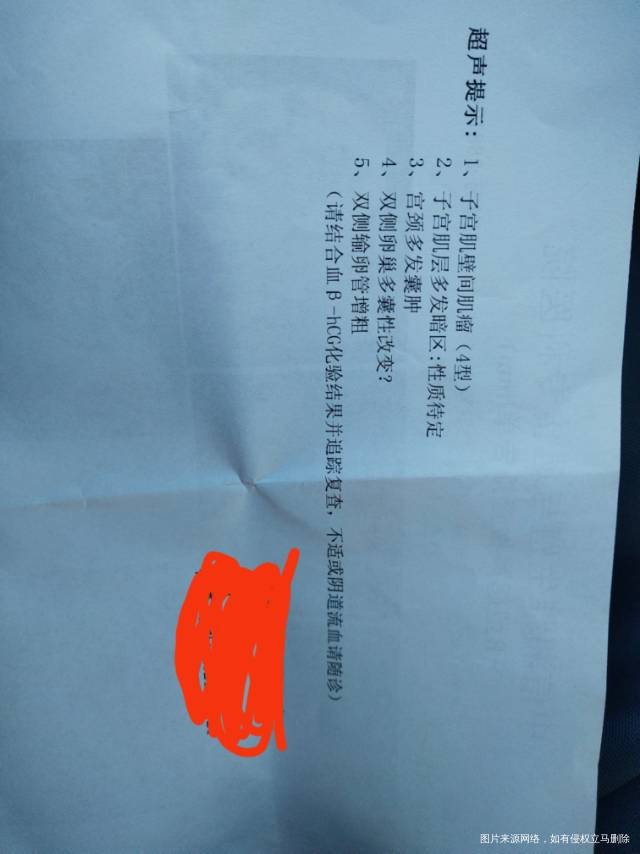 超声提示：1、子宫肌壁间肌瘤（4型）
2、子宫肌层多发暗区:性质待定
3、宫颈多发囊肿
4、双侧卵巢多囊性改变?
5、双侧输卵管增粗
（请结合血β-hCG化验结果并追踪复查，不适或阴道流血请随诊）
图片来源网络，如有侵权立马删除